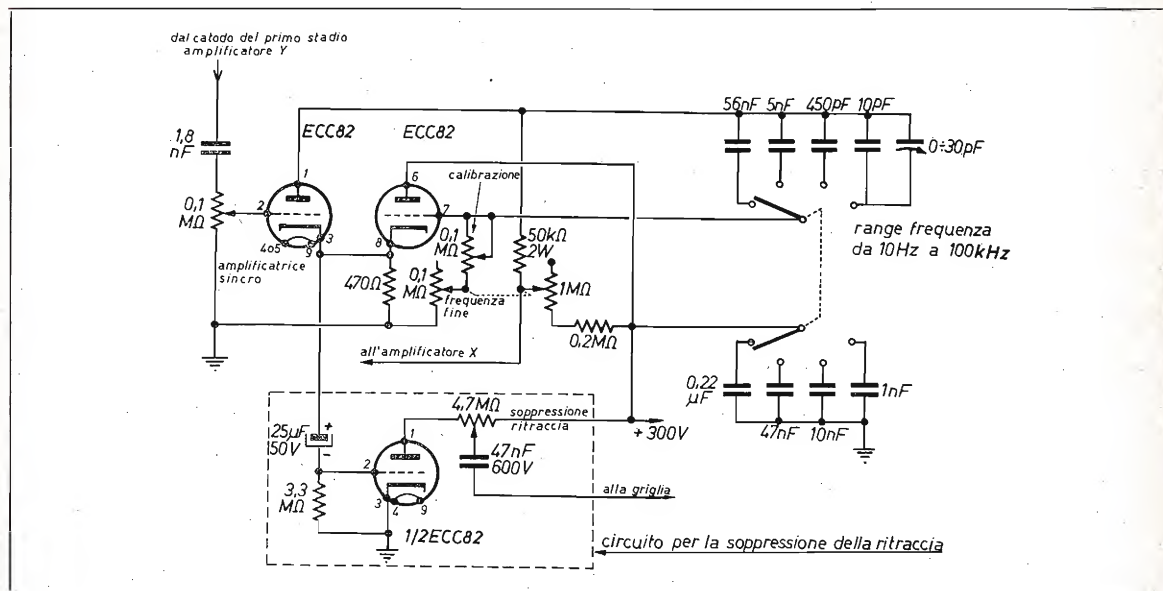 dal catodo del primo stadio
amplificatore Y
1,8
nF
ECC82
ECC82
56nF
5nF
450pF
10pF
0÷30pF
1
6
calibrazione
0,1
MΩ
2
3
7
8
4o5
9
amplificatrice
sincro
470Ω
0,1
MΩ
0,1
MΩ
frequenza
fine
50kΩ
2W
1MΩ
0,2MΩ
range frequenza
da 10Hz a 100kHz
all'amplificatore X
0,22
µF
47nF
10nF
1nF
4,7MΩ
soppressione
ritraccia
+300V
25µF
50V
+
-
1
2
3
4
9
47nF
600V
3,3
MΩ
alla griglia
1/2ECC82
circuito per la soppressione della ritraccia